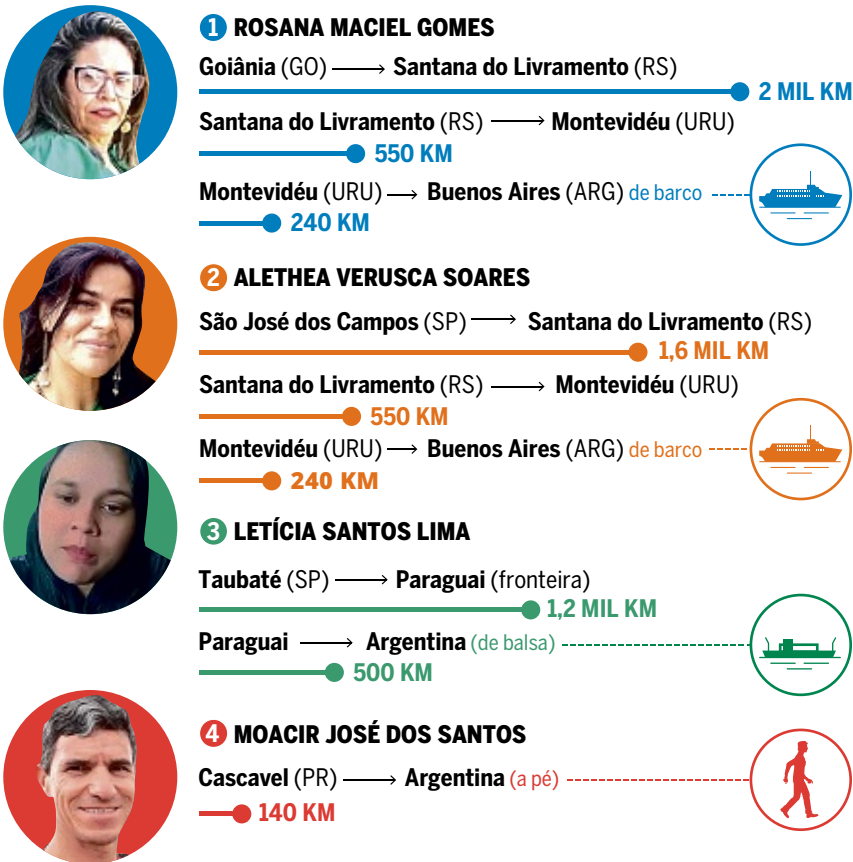 1 ROSANA MACIEL GOMES
Goiânia (GO) → Santana do Livramento (RS)
2 MIL KM
Santana do Livramento (RS) → Montevidéu (URU)
550 KM
Montevidéu (URU) → Buenos Aires (ARG) de barco
240 KM
2 ALETHEA VERUSCA SOARES
São José dos Campos (SP) → Santana do Livramento (RS)
1,6 MIL KM
Santana do Livramento (RS) → Montevidéu (URU)
550 KM
Montevidéu (URU) → Buenos Aires (ARG) de barco
240 KM
3 LETÍCIA SANTOS LIMA
Taubaté (SP) → Paraguai (fronteira)
1,2 MIL KM
Paraguai → Argentina (de balsa)
500 KM
4 MOACIR JOSÉ DOS SANTOS
Cascavel (PR) → Argentina (a pé)
140 KM